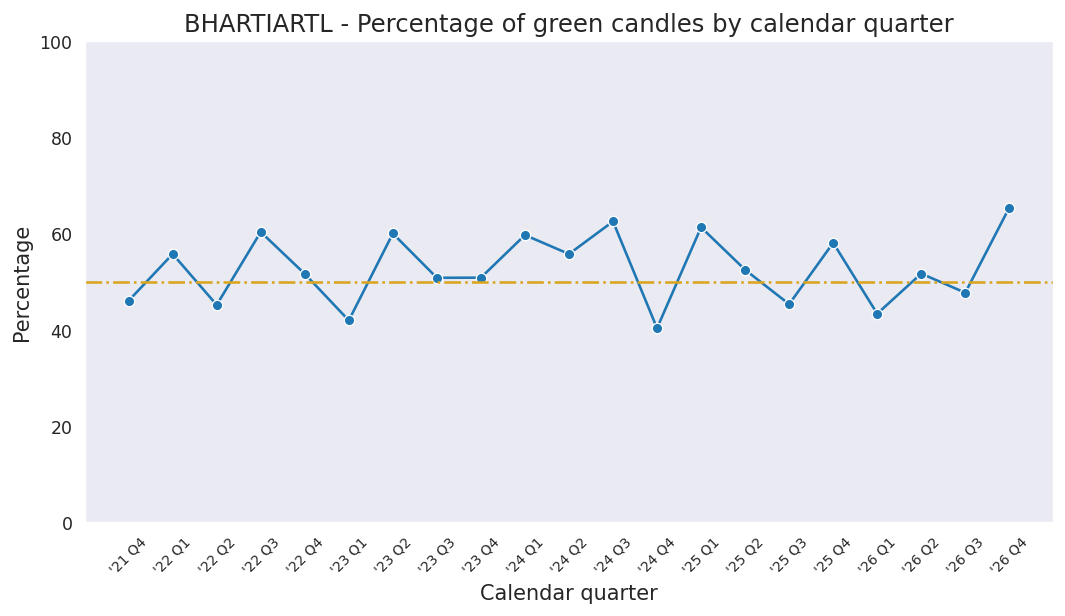 BHARTIARTL - Percentage of green candles by calendar quarter
Percentage
100
80
60
40
20
0
'21 Q4
'22 Q1
'22 Q2
'22 Q3
'22 Q4
'23 Q1
'23 Q2
'23 Q3
'23 Q4
'24 Q1
'24 Q2
'24 Q3
'24 Q4
'25 Q1
'25 Q2
'25 Q3
'25 Q4
'26 Q1
'26 Q2
'26 Q3
'26 Q4
Calendar quarter